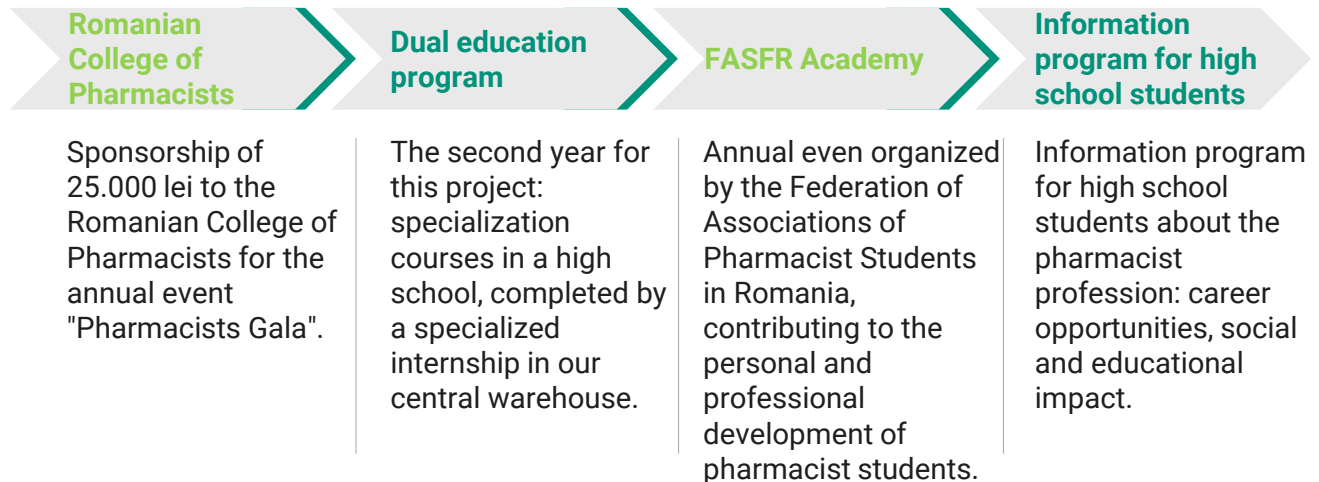 Romanian
College of
Pharmacists
Sponsorship of
25.000 lei to the
Romanian College of
Pharmacists for the
annual event
"Pharmacists Gala".
Dual education
program
The second year for
this project:
specialization
courses in a high
school, completed by
a specialized
internship in our
central warehouse.
FASFR Academy
Annual even organized
by the Federation of
Associations of
Pharmacist Students
in Romania,
contributing to the
personal and
professional
development of
pharmacist students.
Information
program for high
school students
Information program
for high school
students about the
pharmacist
profession: career
opportunities, social
and educational
impact.